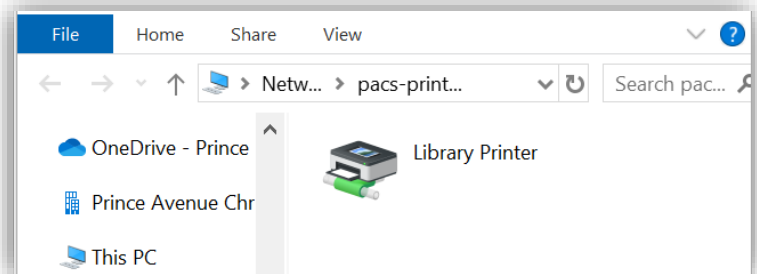 File Home Share View ?
Netw... > pacs-print... Search pac...
OneDrive - Prince
Library Printer
Prince Avenue Chr
This PC